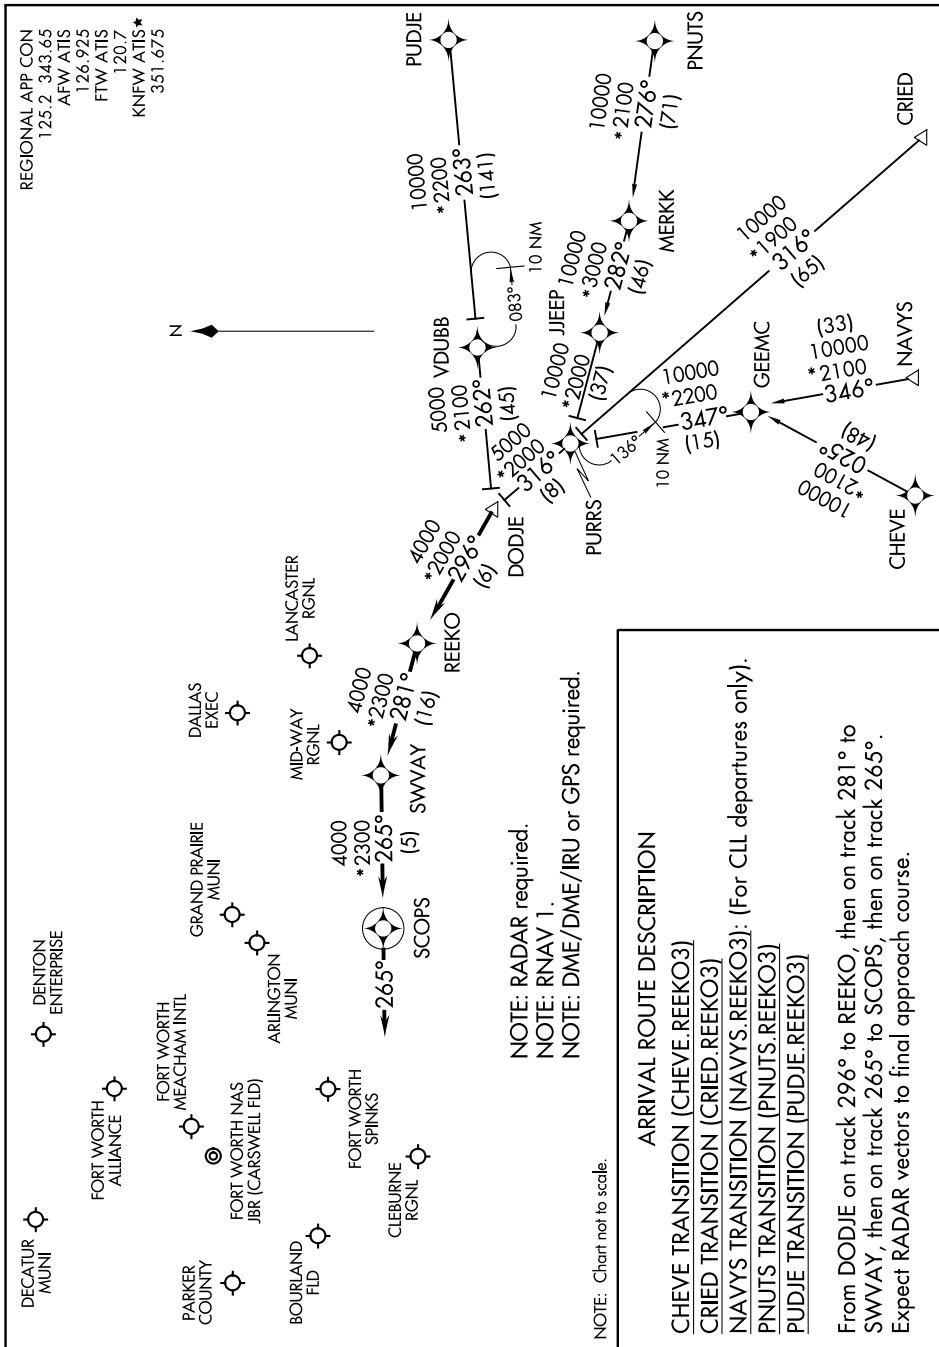 REGIONAL APP CON
125.2 343.65
AFW ATIS
126.925
FTW ATIS
120.7
KNFW ATIS★
351.675
N
DECATUR
MUNI
DENTON
ENTERPRISE
FORT WORTH
ALLIANCE
FORT WORTH
MEACHAM INTL
FORT WORTH NAS
JBR (CARSWELL FLD)
PARKER
COUNTY
BOURLAND
FLD
FORT WORTH
SPINKS
CLEBURNE
RGNL
GRAND PRAIRIE
MUNI
ARLINGTON
MUNI
DALLAS
EXEC
MID-WAY
RGNL
LANCASTER
RGNL
PUDJE
10000
*2200
263°
(141)
VDUBB
083°
10 NM
5000
*2100
262°
(45)
PNUTS
10000
*2100
276°
(71)
MERKK
10000
*3000
282°
(46)
JJEEP
10000
*2000
(37)
CRIED
10000
*1900
316°
(65)
NAVYS
(33)
10000
*2100
346°
GEEMC
10000
*2200
347°
(15)
CHEVE
10000
*2100
025°
(48)
PURRS
136°
10 NM
5000
*2000
316°
(8)
DODJE
4000
*2000
296°
(6)
REEKO
4000
*2300
281°
(16)
SWVAY
4000
*2300
265°
(5)
SCOPS
265°
NOTE: RADAR required.
NOTE: RNAV 1.
NOTE: DME/DME/IRU or GPS required.
NOTE: Chart not to scale.
ARRIVAL ROUTE DESCRIPTION
CHEVE TRANSITION (CHEVE.REEKO3)
CRIED TRANSITION (CRIED.REEKO3)
NAVYS TRANSITION (NAVYS.REEKO3): (For CLL departures only).
PNUTS TRANSITION (PNUTS.REEKO3)
PUDJE TRANSITION (PUDJE.REEKO3)
From DODJE on track 296° to REEKO, then on track 281° to
SWVAY, then on track 265° to SCOPS, then on track 265°.
Expect RADAR vectors to final approach course.